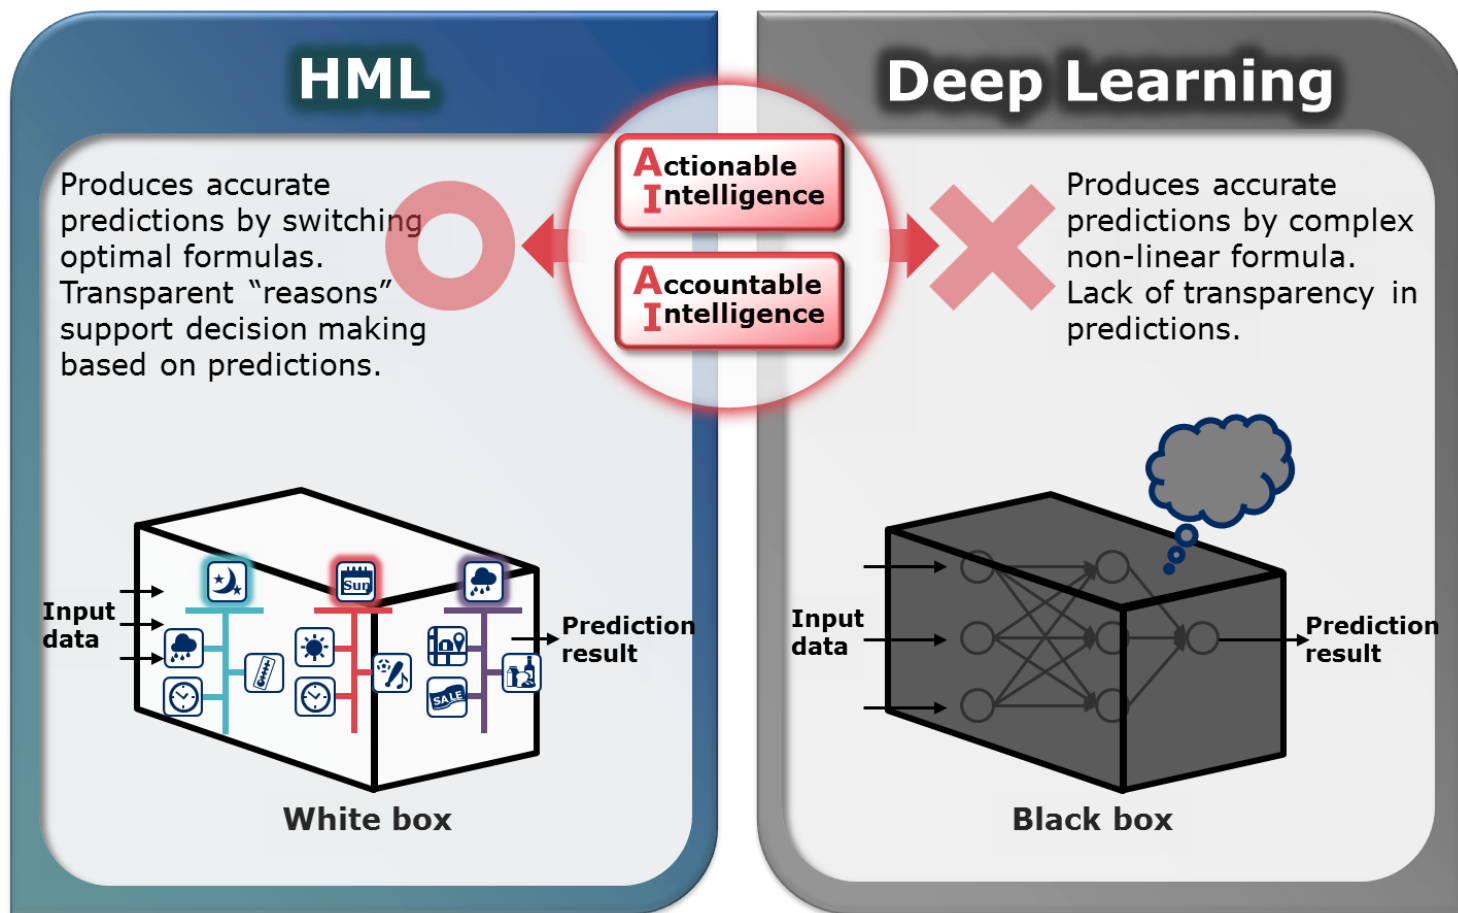 HML
Deep Learning
Produces accurate
predictions by switching
optimal formulas.
Transparent “reasons”
support decision making
based on predictions.
Actionable
Intelligence
Accountable
Intelligence
Produces accurate
predictions by complex
non-linear formula.
Lack of transparency in
predictions.
Input
data
Sun
SALE
Prediction
result
White box
Input
data
Prediction
result
Black box